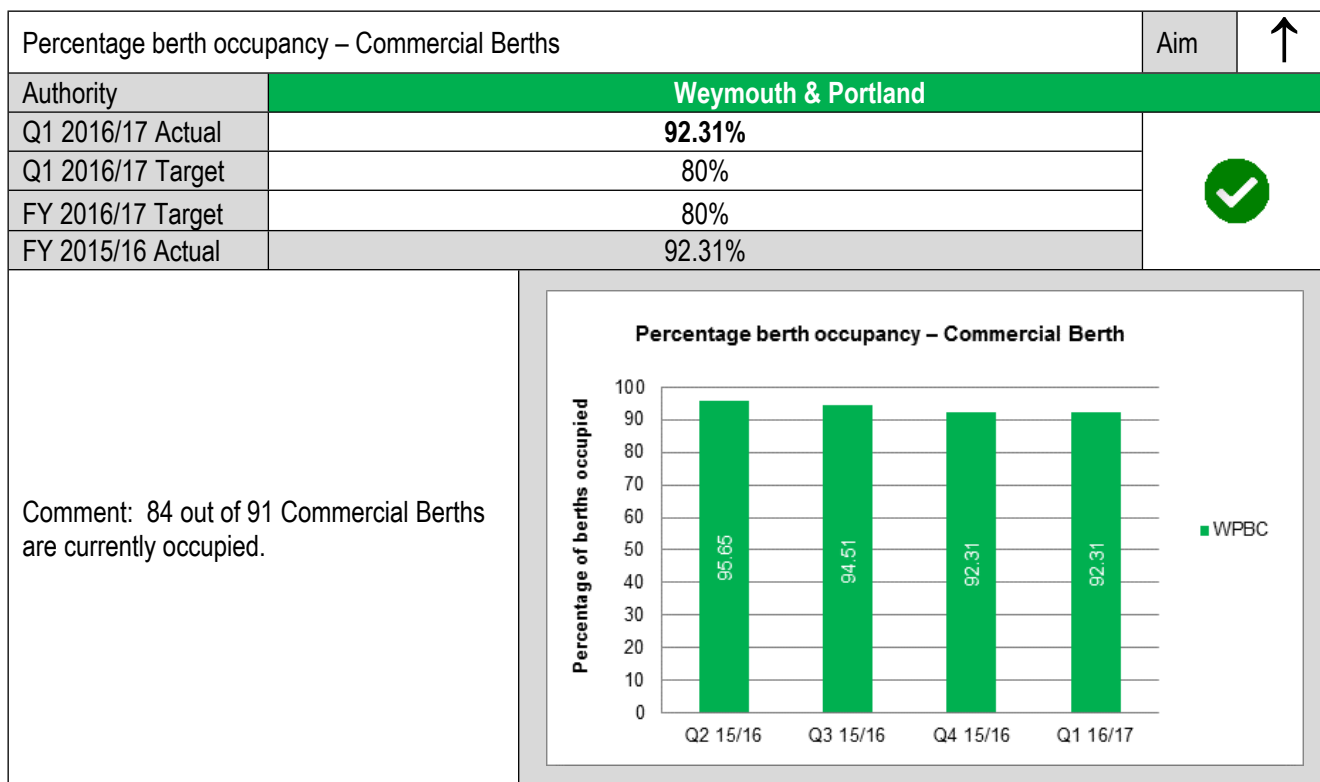 Percentage berth occupancy – Commercial Berths Aim ↑
Authority Weymouth & Portland
Q1 2016/17 Actual 92.31%
Q1 2016/17 Target 80%
FY 2016/17 Target 80%
FY 2015/16 Actual 92.31%
Comment: 84 out of 91 Commercial Berths
are currently occupied.
Percentage berth occupancy – Commercial Berth
Percentage of berths occupied
100
90
80
70
60
50
40
30
20
10
0
95.65
94.51
92.31
92.31
Q2 15/16 Q3 15/16 Q4 15/16 Q1 16/17
WPBC